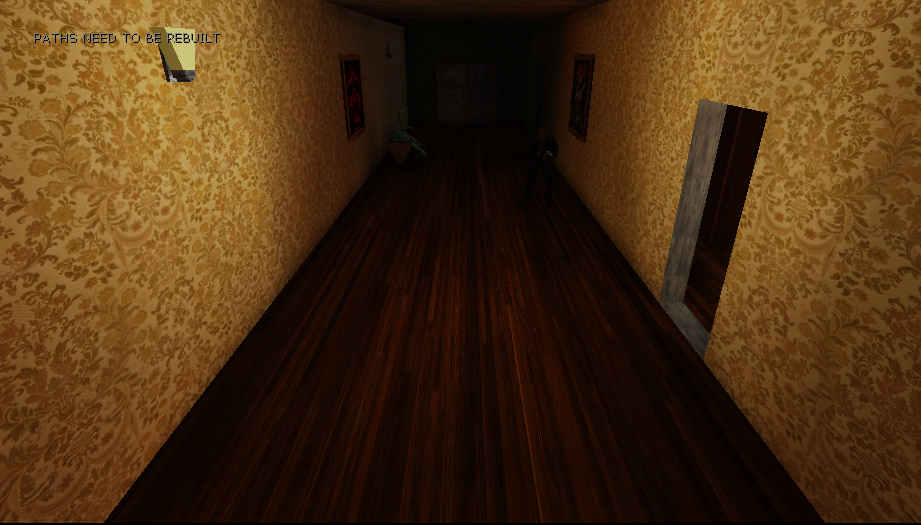 PATHS NEED TO BE REBUILT